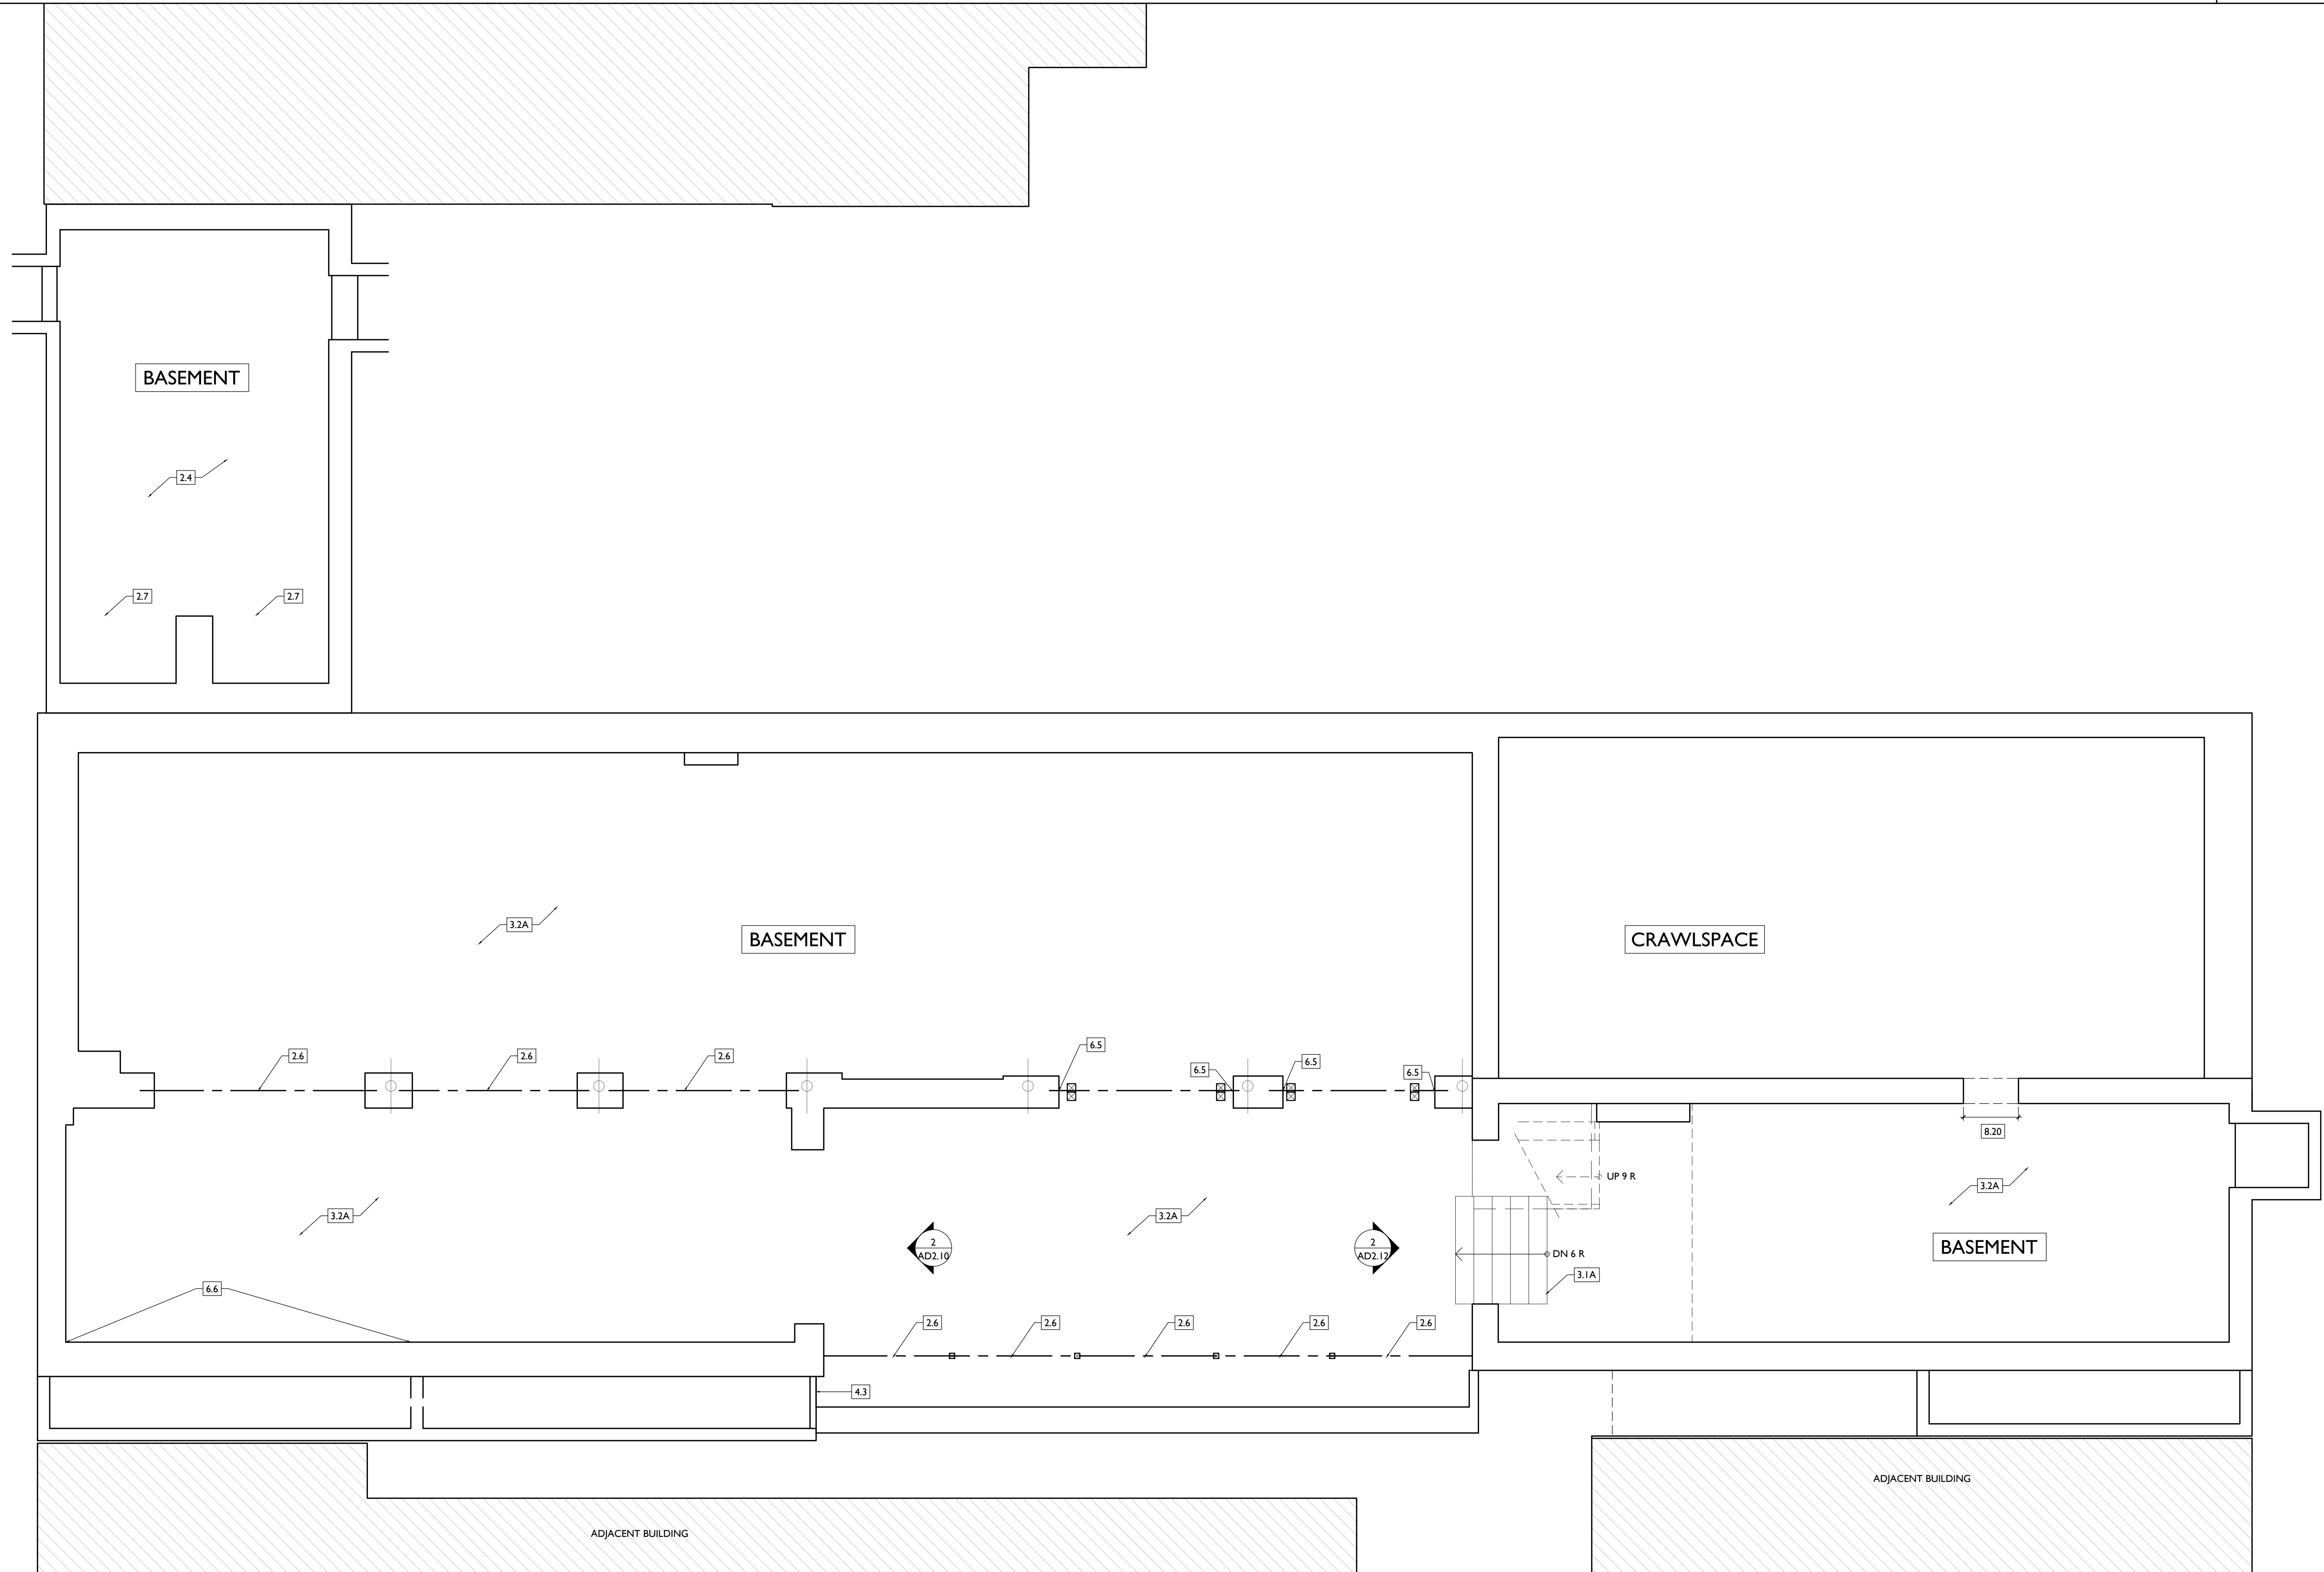 BASEMENT
2.4
2.7
2.7
3.2A
BASEMENT
CRAWLSPACE
2.6
2.6
2.6
6.5
6.5
6.5
6.5
8.20
UP 9 R
3.2A
3.2A
3.2A
2
AD2.10
2
AD2.12
DN 6 R
BASEMENT
3.1A
6.6
2.6
2.6
2.6
2.6
2.6
4.3
ADJACENT BUILDING
ADJACENT BUILDING